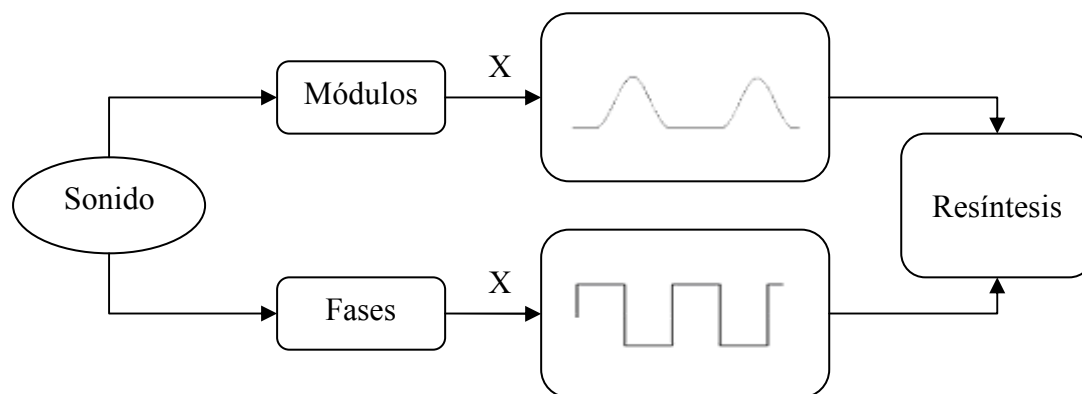 Sonido
Módulos
X
Resíntesis
Fases
X